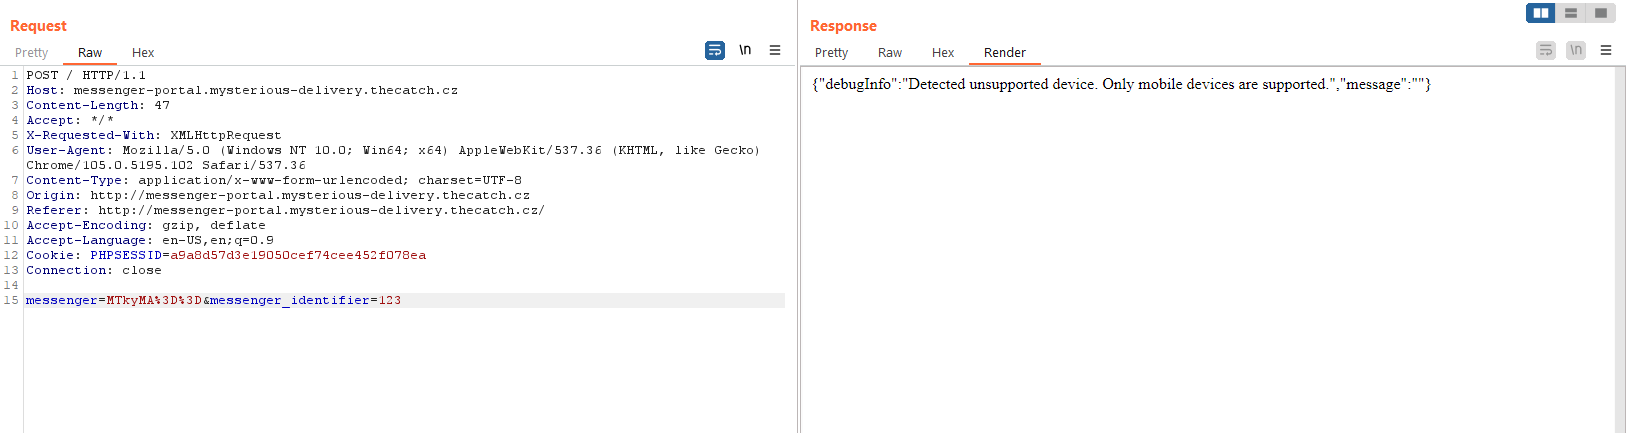 Request
Pretty Raw Hex \n
1 POST / HTTP/1.1
2 Host: messenger-portal.mysterious-delivery.thecatch.cz
3 Content-Length: 47
4 Accept: */*
5 X-Requested-With: XMLHttpRequest
6 User-Agent: Mozilla/5.0 (Windows NT 10.0; Win64; x64) AppleWebKit/537.36 (KHTML, like Gecko)
Chrome/105.0.5195.102 Safari/537.36
7 Content-Type: application/x-www-form-urlencoded; charset=UTF-8
8 Origin: http://messenger-portal.mysterious-delivery.thecatch.cz
9 Referer: http://messenger-portal.mysterious-delivery.thecatch.cz/
10 Accept-Encoding: gzip, deflate
11 Accept-Language: en-US,en;q=0.9
12 Cookie: PHPSESSID=a9a8d57d3e19050cef74cee452f078ea
13 Connection: close
14
15 messenger=MTkyMA%3D%3D&messenger_identifier=123
Response
Pretty Raw Hex Render \n
{"debugInfo":"Detected unsupported device. Only mobile devices are supported.","message":""}